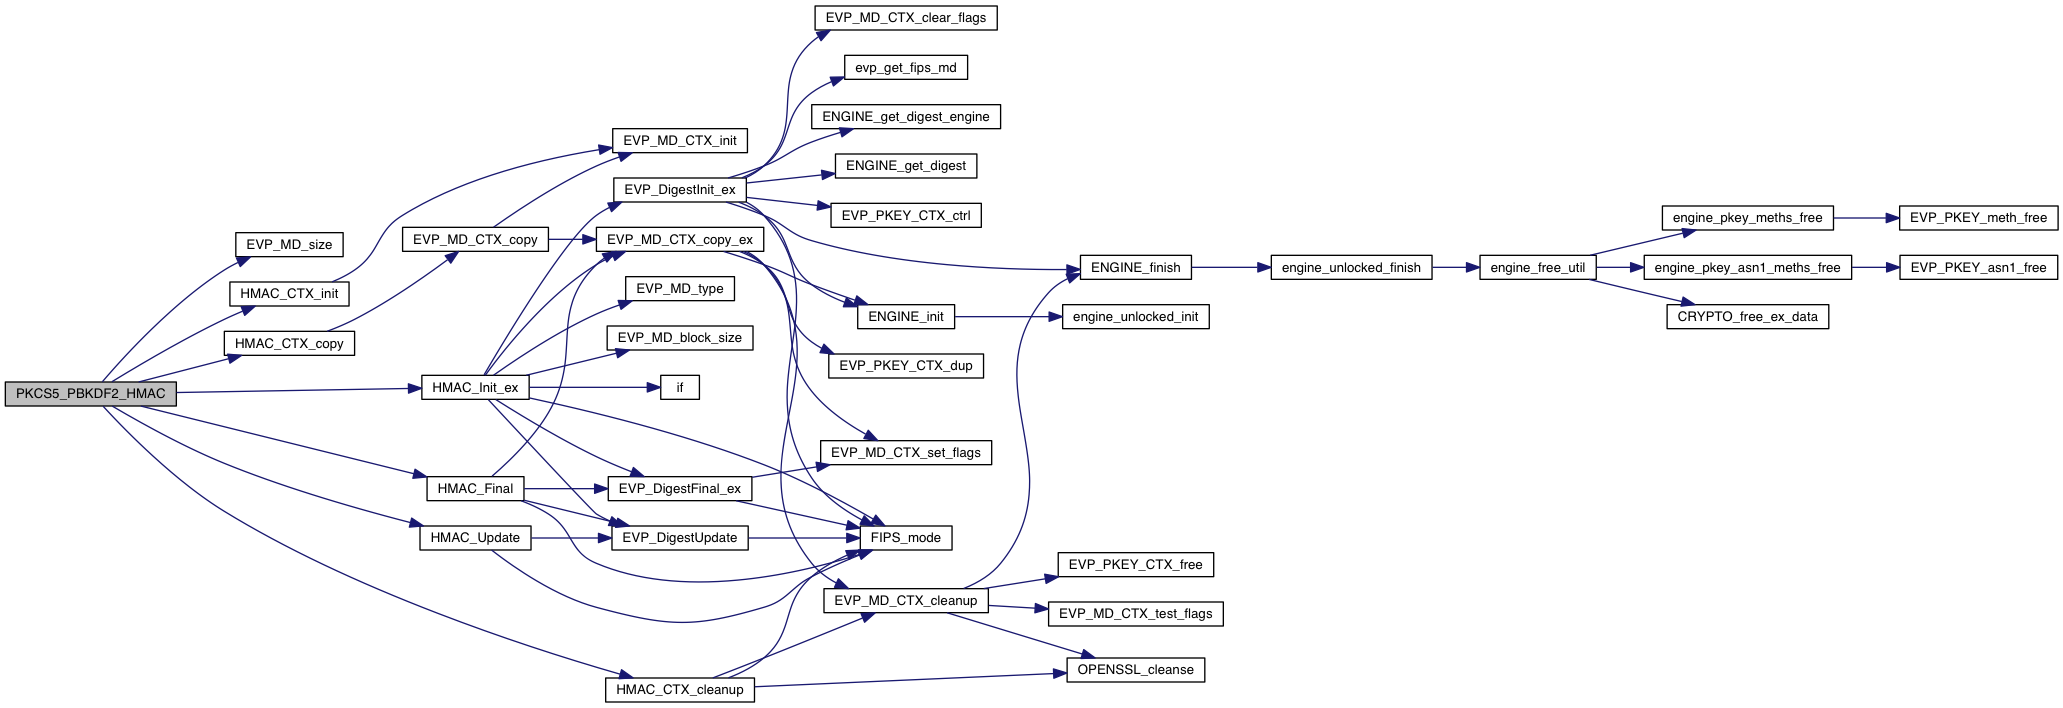 PKCS5_PBKDF2_HMAC
EVP_MD_size
HMAC_CTX_init
HMAC_CTX_copy
EVP_MD_CTX_copy
HMAC_Init_ex
HMAC_Final
HMAC_Update
EVP_MD_CTX_init
EVP_DigestInit_ex
EVP_MD_CTX_copy_ex
EVP_MD_type
EVP_MD_block_size
if
EVP_DigestFinal_ex
EVP_DigestUpdate
HMAC_CTX_cleanup
EVP_MD_CTX_clear_flags
evp_get_fips_md
ENGINE_get_digest_engine
ENGINE_get_digest
EVP_PKEY_CTX_ctrl
ENGINE_init
EVP_PKEY_CTX_dup
EVP_MD_CTX_set_flags
FIPS_mode
EVP_MD_CTX_cleanup
ENGINE_finish
engine_unlocked_init
EVP_PKEY_CTX_free
EVP_MD_CTX_test_flags
OPENSSL_cleanse
engine_unlocked_finish
engine_free_util
engine_pkey_meths_free
engine_pkey_asn1_meths_free
CRYPTO_free_ex_data
EVP_PKEY_meth_free
EVP_PKEY_asn1_free